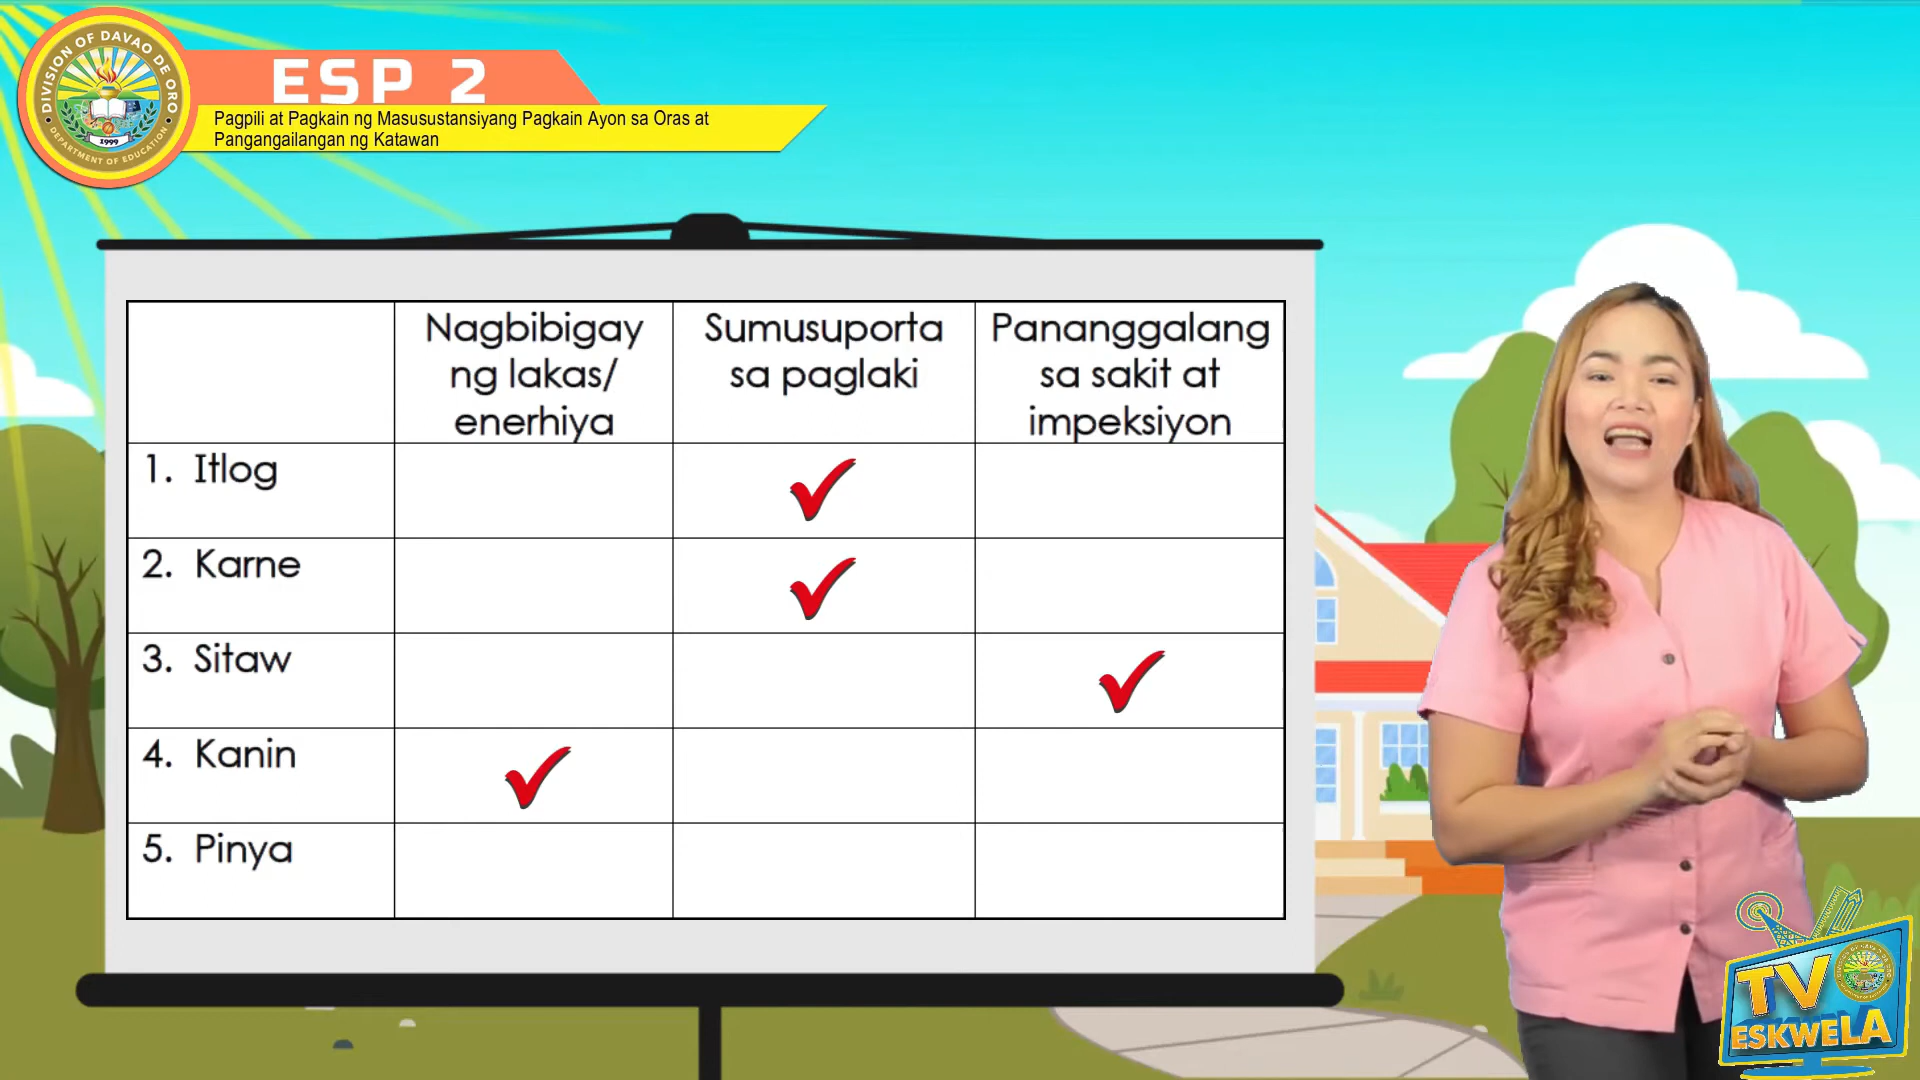 DIVISION OF DAVAO DE ORO
DEPARTMENT OF EDUCATION
1999
ESP 2
Pagpili at Pagkain ng Masusustansiyang Pagkain Ayon sa Oras at
Pangangailangan ng Katawan
Nagbibigay
ng lakas/
enerhiya
Sumusuporta
sa paglaki
Pananggalang
sa sakit at
impeksiyon
1. Itlog
2. Karne
3. Sitaw
4. Kanin
5. Pinya
TV
ESKWELA